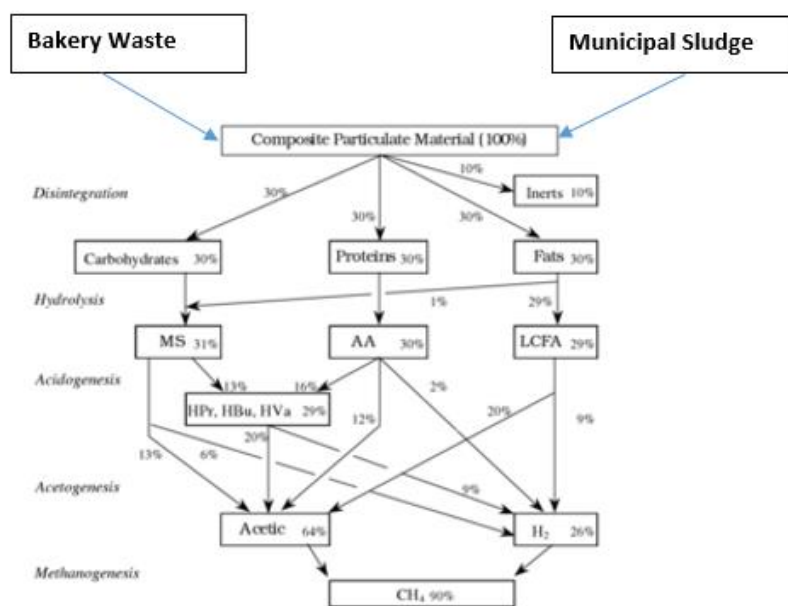 Bakery Waste
Municipal Sludge
Composite Particulate Material (100%)
10%
Disintegration
30%
30%
30%
Inerts 10%
Carbohydrates 30%
Proteins 30%
Fats 30%
Hydrolysis
1%
29%
MS 31%
AA 30%
LCFA 29%
Acidogenesis
13%
16%
2%
HPr, HBu, HVa 29%
12%
20%
9%
20%
13%
6%
Acetogenesis
9%
Acetic 64%
H₂ 26%
Methanogenesis
CH₄ 90%